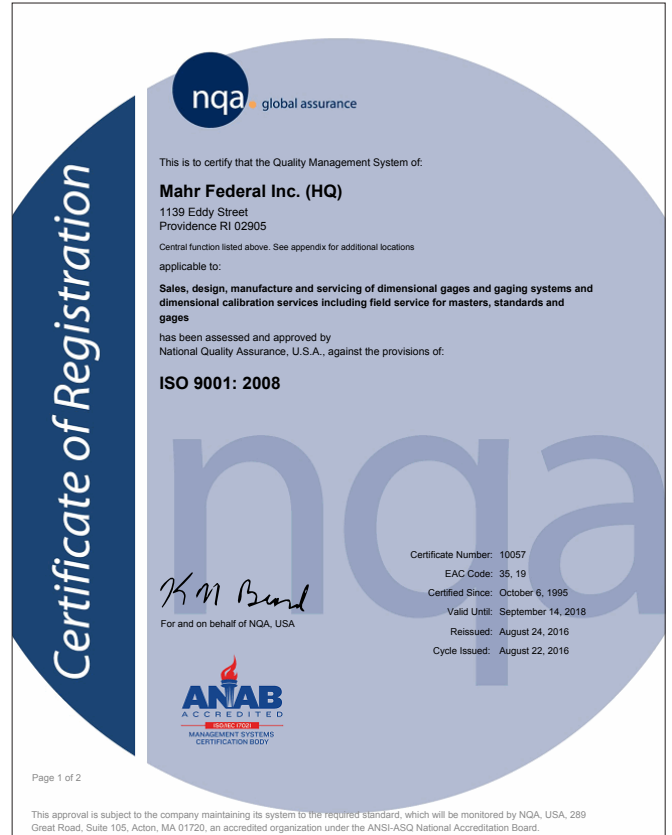 nqa. global assurance
Certificate of Registration
This is to certify that the Quality Management System of:
Mahr Federal Inc. (HQ)
1139 Eddy Street
Providence RI 02905
Central function listed above. See appendix for additional locations
applicable to:
Sales, design, manufacture and servicing of dimensional gages and gaging systems and
dimensional calibration services including field service for masters, standards and
gages
has been assessed and approved by
National Quality Assurance, U.S.A., against the provisions of:
ISO 9001: 2008
nqa
Certificate Number: 10057
EAC Code: 35, 19
Certified Since: October 6, 1995
Valid Until: September 14, 2018
Reissued: August 24, 2016
Cycle Issued: August 22, 2016
For and on behalf of NQA, USA
ANAB
ACCREDITED
ISO/IEC 17021
MANAGEMENT SYSTEMS
CERTIFICATION BODY
Page 1 of 2
This approval is subject to the company maintaining its system to the required standard, which will be monitored by NQA, USA, 289
Great Road, Suite 105, Acton, MA 01720, an accredited organization under the ANSI-ASQ National Accreditation Board.